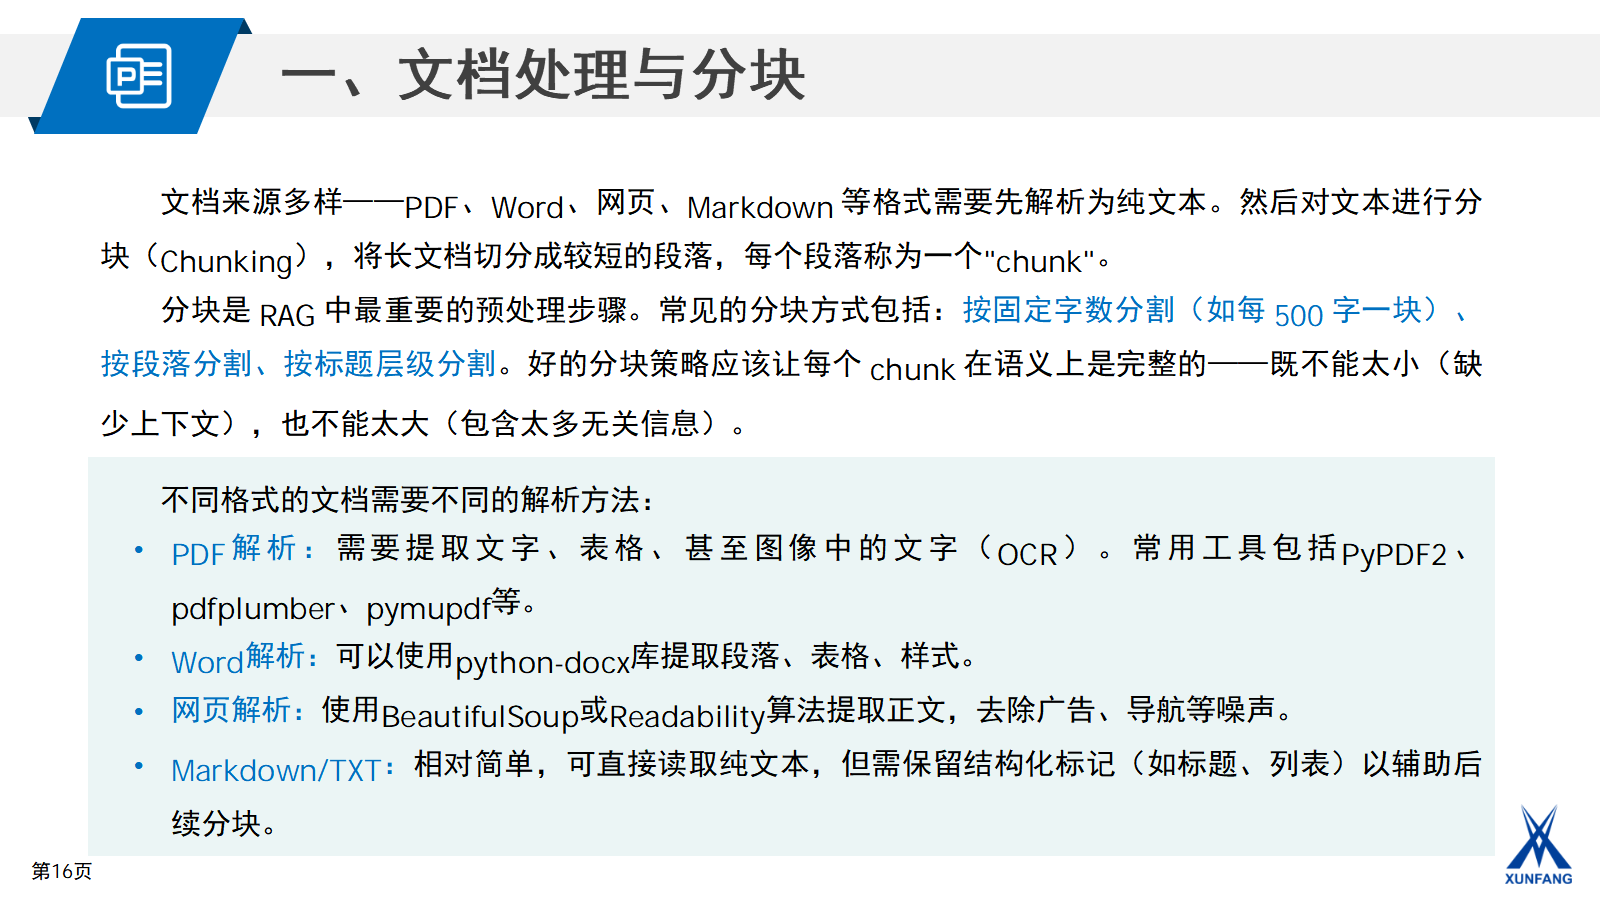 一、文档处理与分块
文档来源多样——PDF、Word、网页、Markdown 等格式需要先解析为纯文本。然后对文本进行分
块（Chunking），将长文档切分成较短的段落，每个段落称为一个"chunk"。
分块是 RAG 中最重要的预处理步骤。常见的分块方式包括：按固定字数分割（如每 500 字一块）、
按段落分割、按标题层级分割。好的分块策略应该让每个 chunk 在语义上是完整的——既不能太小（缺
少上下文），也不能太大（包含太多无关信息）。
不同格式的文档需要不同的解析方法：
• PDF解析：需要提取文字、表格、甚至图像中的文字（OCR）。常用工具包括PyPDF2、
pdfplumber、pymupdf等。
• Word解析：可以使用python-docx库提取段落、表格、样式。
• 网页解析：使用BeautifulSoup或Readability算法提取正文，去除广告、导航等噪声。
• Markdown/TXT：相对简单，可直接读取纯文本，但需保留结构化标记（如标题、列表）以辅助后
续分块。
第16页
XUNFANG